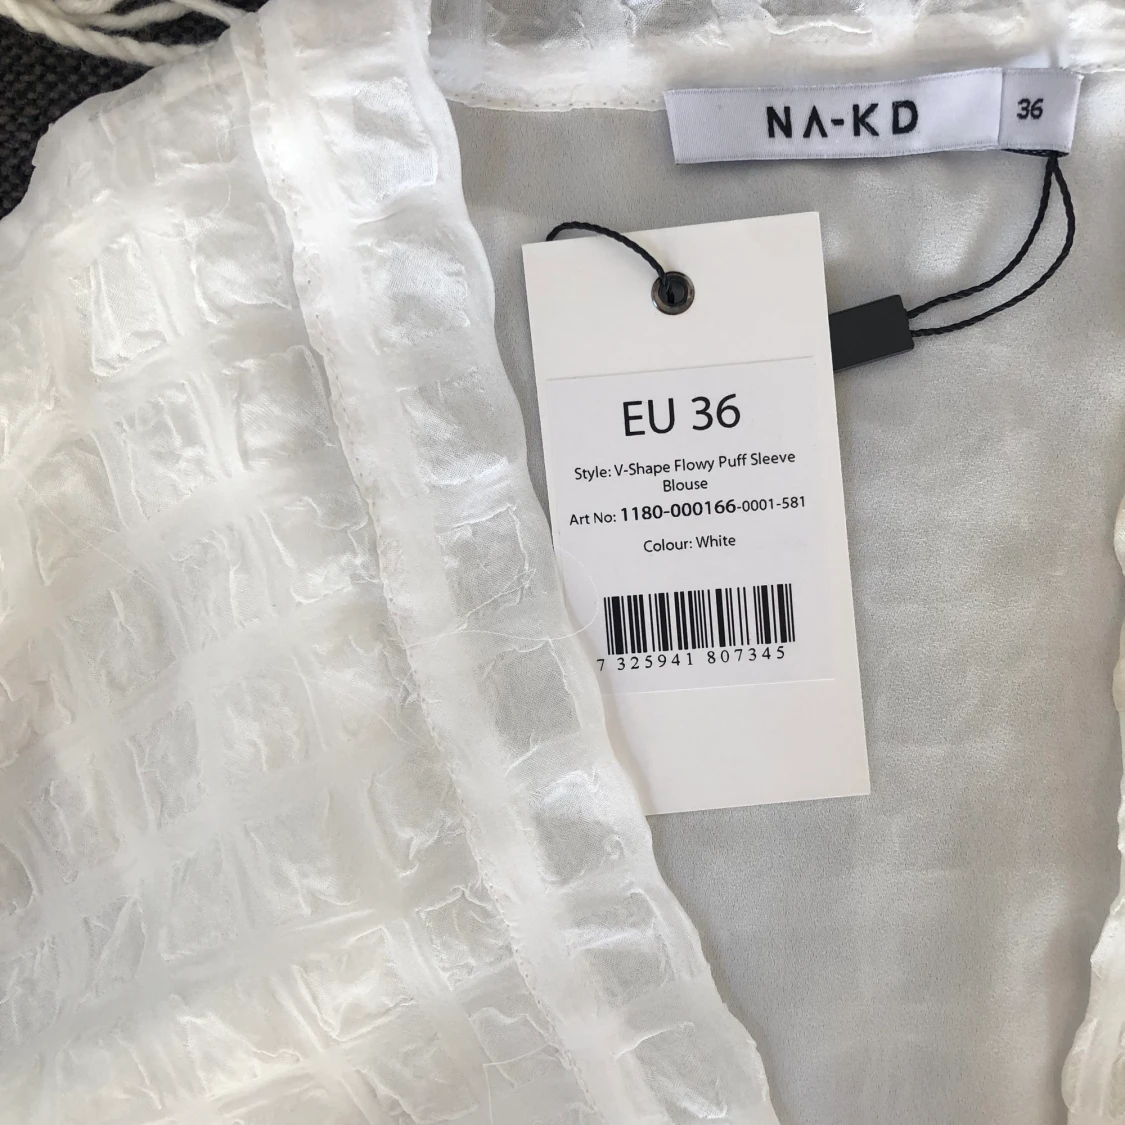 NA-KD 36
EU 36
Style: V-Shape Flowy Puff Sleeve
Blouse
Art No: 1180-000166-0001-581
Colour: White
7 325941 807345